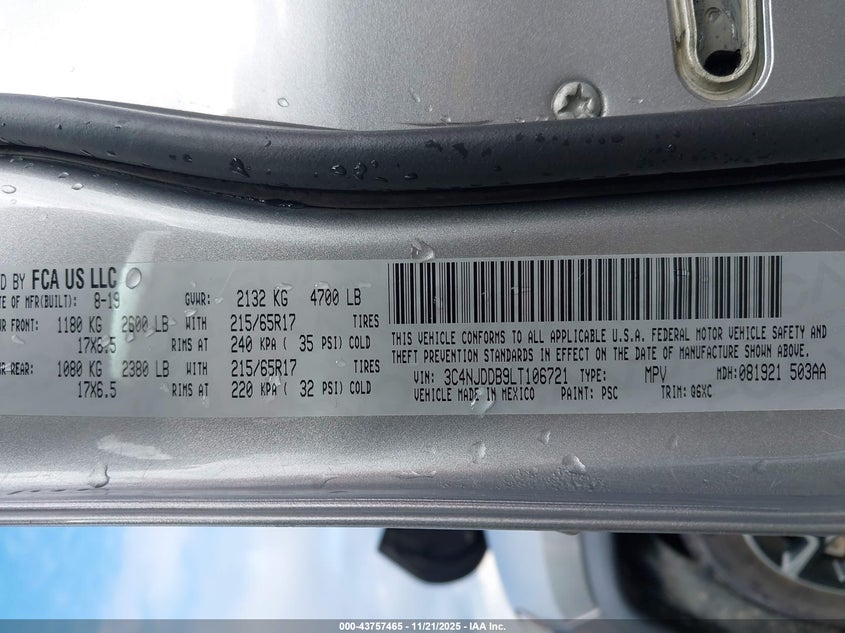 D BY FCA US LLC
TE OF MFR(BUILT): 8-19 GVWR: 2132 KG 4700 LB
R FRONT: 1180 KG 2600 LB WITH 215/65R17 TIRES
17X6.5 RIMS AT 240 KPA ( 35 PSI) COLD
R REAR: 1080 KG 2380 LB WITH 215/65R17 TIRES
17X6.5 RIMS AT 220 KPA ( 32 PSI) COLD
THIS VEHICLE CONFORMS TO ALL APPLICABLE U.S.A. FEDERAL MOTOR VEHICLE SAFETY AND
THEFT PREVENTION STANDARDS IN EFFECT ON THE DATE OF MANUFACTURE SHOWN ABOVE.
VIN: 3C4NJDDB9LT106721 TYPE: MPV MDH: 081921 503AA
VEHICLE MADE IN MEXICO PAINT: PSC TRIM: Q6XC
000-43757465 - 11/21/2025 - IAA Inc.